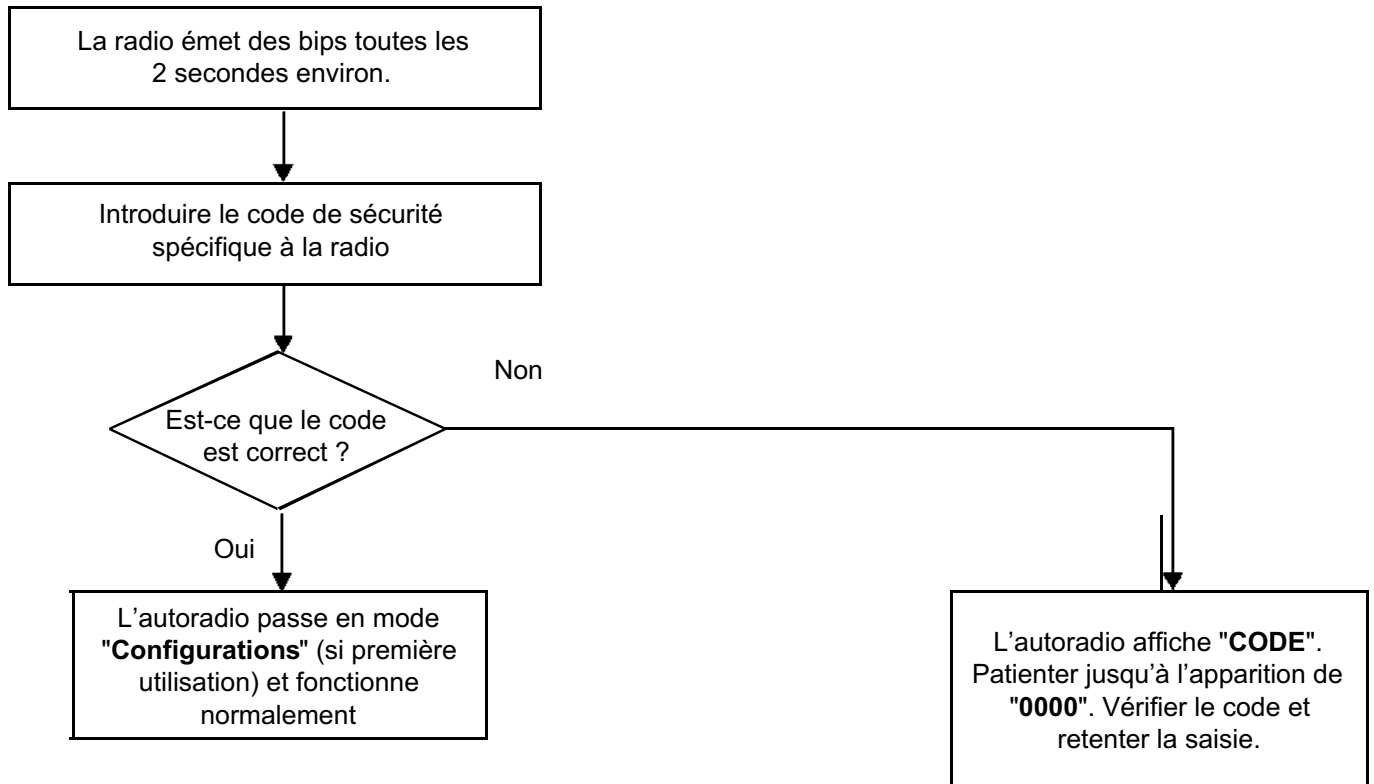 La radio émet des bips toutes les
2 secondes environ.
Introduire le code de sécurité
spécifique à la radio
Non
Est-ce que le code
est correct ?
Oui
L'autoradio passe en mode
"Configurations" (si première
utilisation) et fonctionne
normalement
L'autoradio affiche "CODE".
Patienter jusqu'à l'apparition de
"0000". Vérifier le code et
retenter la saisie.